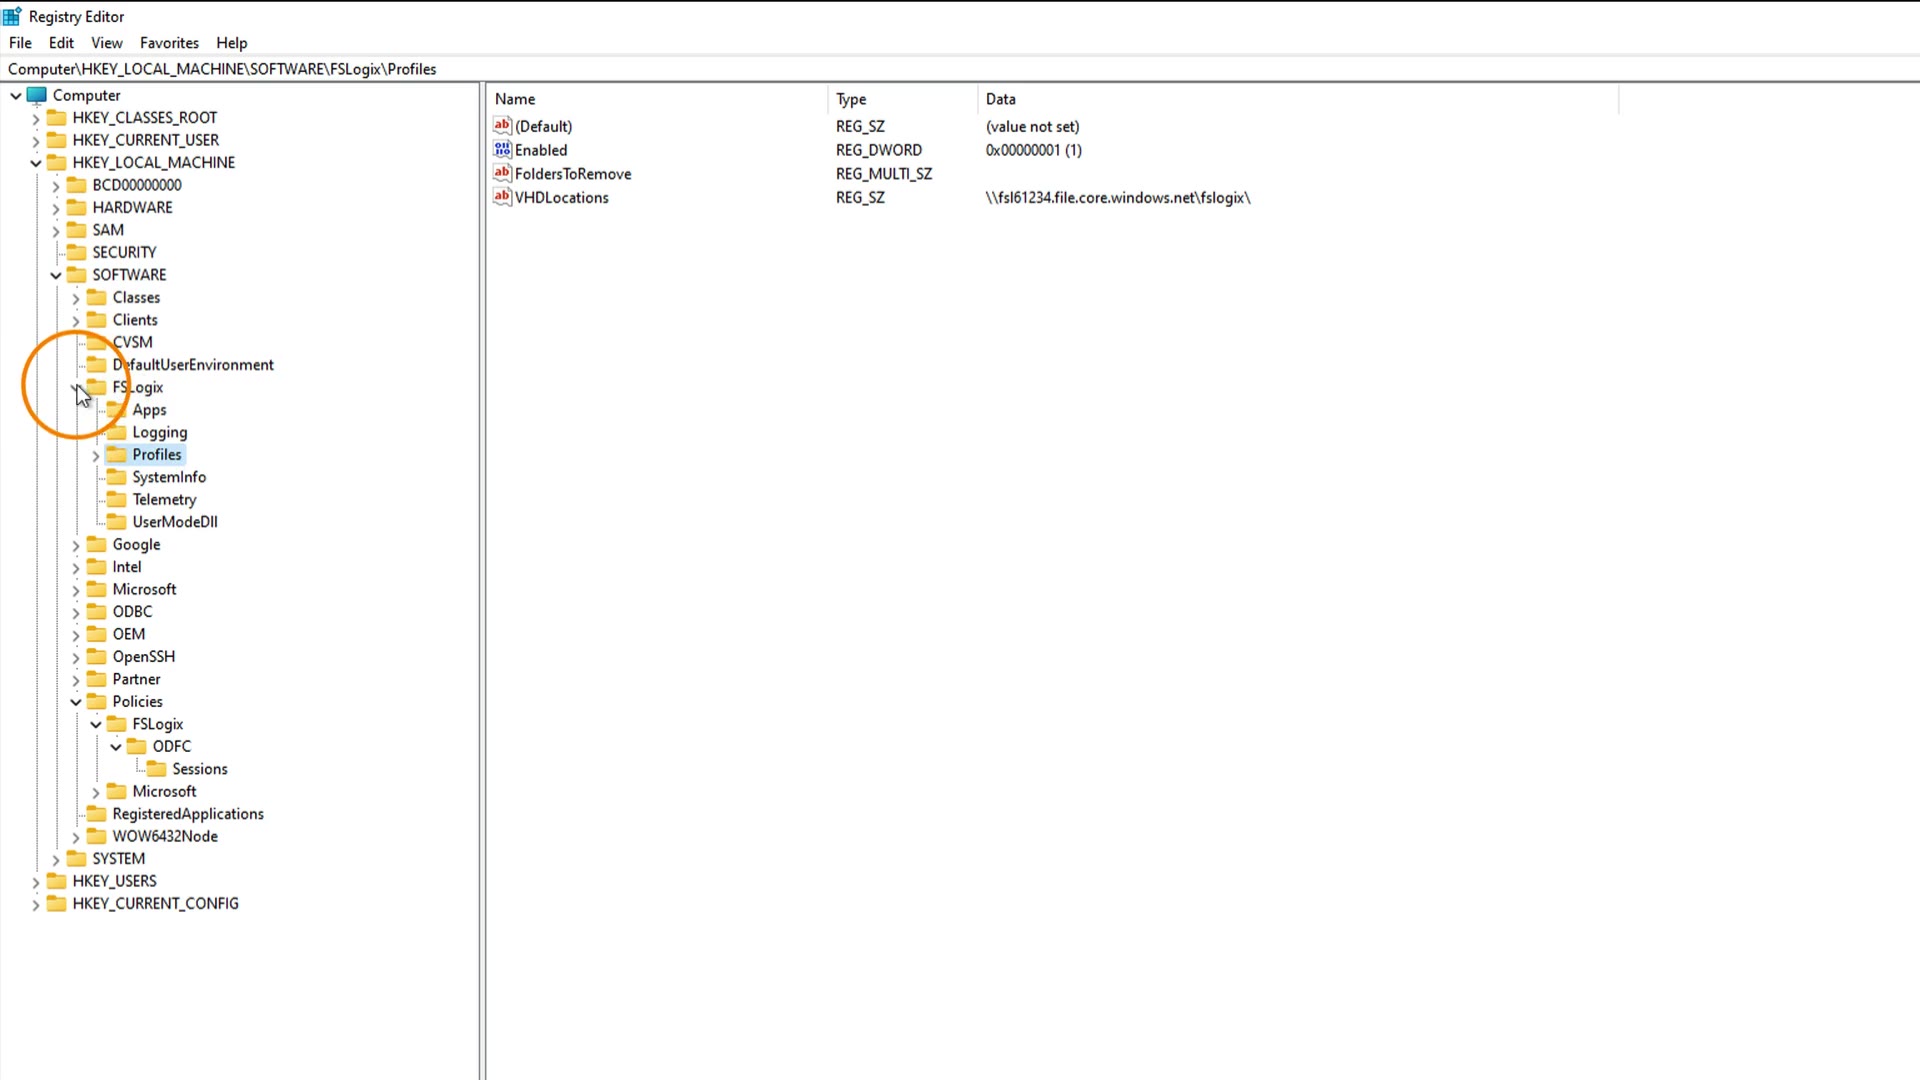 Registry Editor
File Edit View Favorites Help
Computer\HKEY_LOCAL_MACHINE\SOFTWARE\FSLogix\Profiles
Computer
HKEY_CLASSES_ROOT
HKEY_CURRENT_USER
HKEY_LOCAL_MACHINE
BCD00000000
HARDWARE
SAM
SECURITY
SOFTWARE
Classes
Clients
CVSM
DefaultUserEnvironment
FSLogix
Apps
Logging
Profiles
SystemInfo
Telemetry
UserModeDll
Google
Intel
Microsoft
ODBC
OEM
OpenSSH
Partner
Policies
FSLogix
ODFC
Sessions
Microsoft
RegisteredApplications
WOW6432Node
SYSTEM
HKEY_USERS
HKEY_CURRENT_CONFIG
Name Type Data
(Default) REG_SZ (value not set)
Enabled REG_DWORD 0x00000001 (1)
FoldersToRemove REG_MULTI_SZ
VHDLocations REG_SZ \\fsl61234.file.core.windows.net\fslogix\